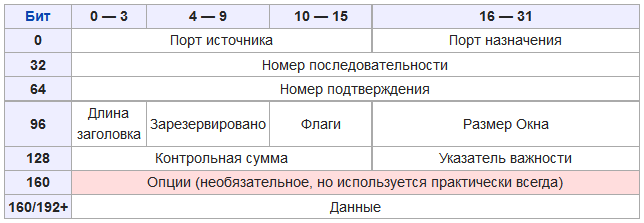 Бит 0 — 3 4 — 9 10 — 15 16 — 31
0 Порт источника Порт назначения
32 Номер последовательности
64 Номер подтверждения
96 Длина заголовка Зарезервировано Флаги Размер Окна
128 Контрольная сумма Указатель важности
160 Опции (необязательное, но используется практически всегда)
160/192+ Данные